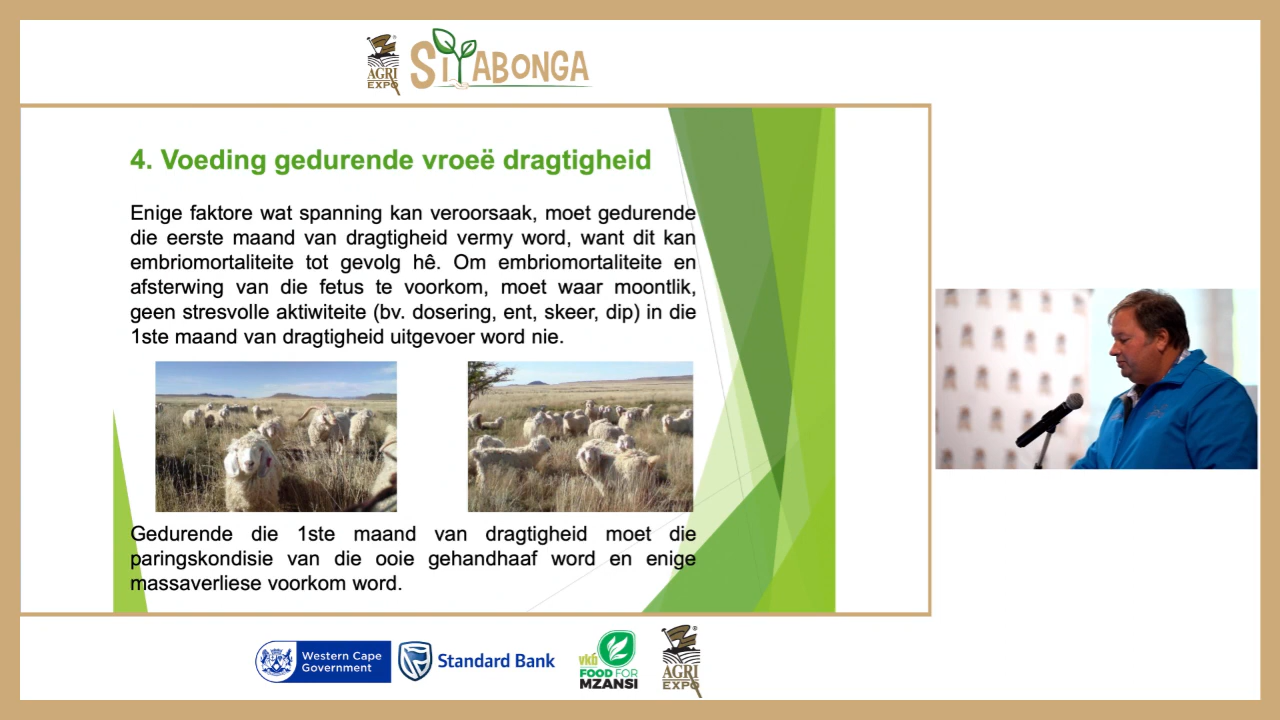 AGRI
EXPO
SIYABONGA
4. Voeding gedurende vroeë dragtigheid
Enige faktore wat spanning kan veroorsaak, moet gedurende
die eerste maand van dragtigheid vermy word, want dit kan
embriomortaliteite tot gevolg hê. Om embriomortaliteite en
afsterwing van die fetus te voorkom, moet waar moontlik,
geen stresvolle aktiwiteite (bv. dosering, ent, skeer, dip) in die
1ste maand van dragtigheid uitgevoer word nie.
Gedurende die 1ste maand van dragtigheid moet die
paringskondisie van die ooie gehandhaaf word en enige
massaverliese voorkom word.
Western Cape
Government
Standard Bank
vkb
FOOD FOR
MZANSI
AGRI
EXPO